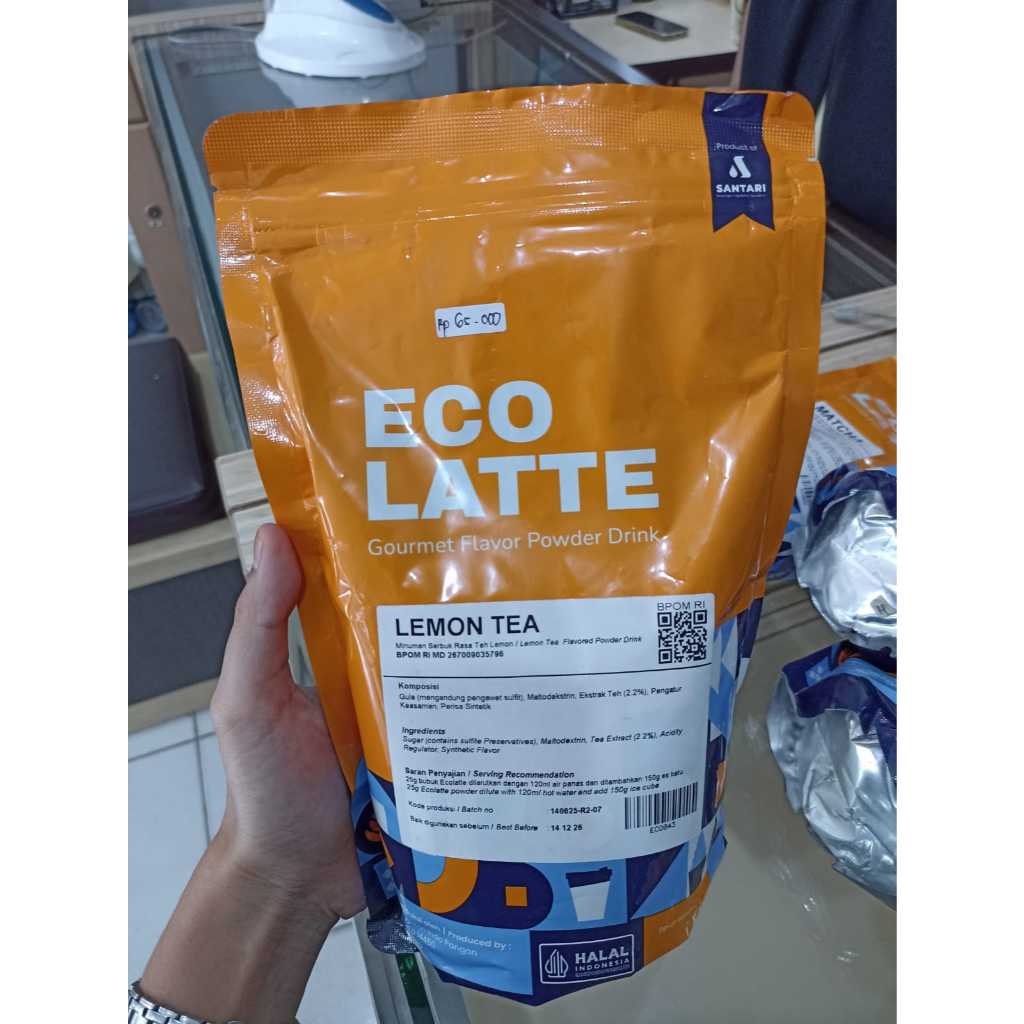 Product of
SANTARI
Rp 65.000
ECO
LATTE
Gourmet Flavor Powder Drink
MATCHA
LEMON TEA
Minuman Serbuk Rasa Teh Lemon / Lemon Tea Flavored Powder Drink
BPOM RI MD 267009035796
BPOM RI
Komposisi
Gula (mengandung pengawet sulfit), Maltodekstrin, Ekstrak Teh (2.2%), Pengatur
Keasaman, Perisa Sintetik
Ingredients
Sugar (contains sulfite Preservatives), Maltodextrin, Tea Extract (2.2%), Acidity
Regulator, Synthetic Flavor
Saran Penyajian / Serving Recommendation
25g bubuk Ecolatte dilarutkan dengan 120ml air panas dan ditambahkan 150g es batu
25g Ecolatte powder dilute with 120ml hot water and add 150g ice cube
Kode produksi / Batch no : 140625-R2-07
Baik digunakan sebelum / Best Before : 14 12 26
ECO043
oleh | Produced by :
Pangan
HALAL
INDONESIA